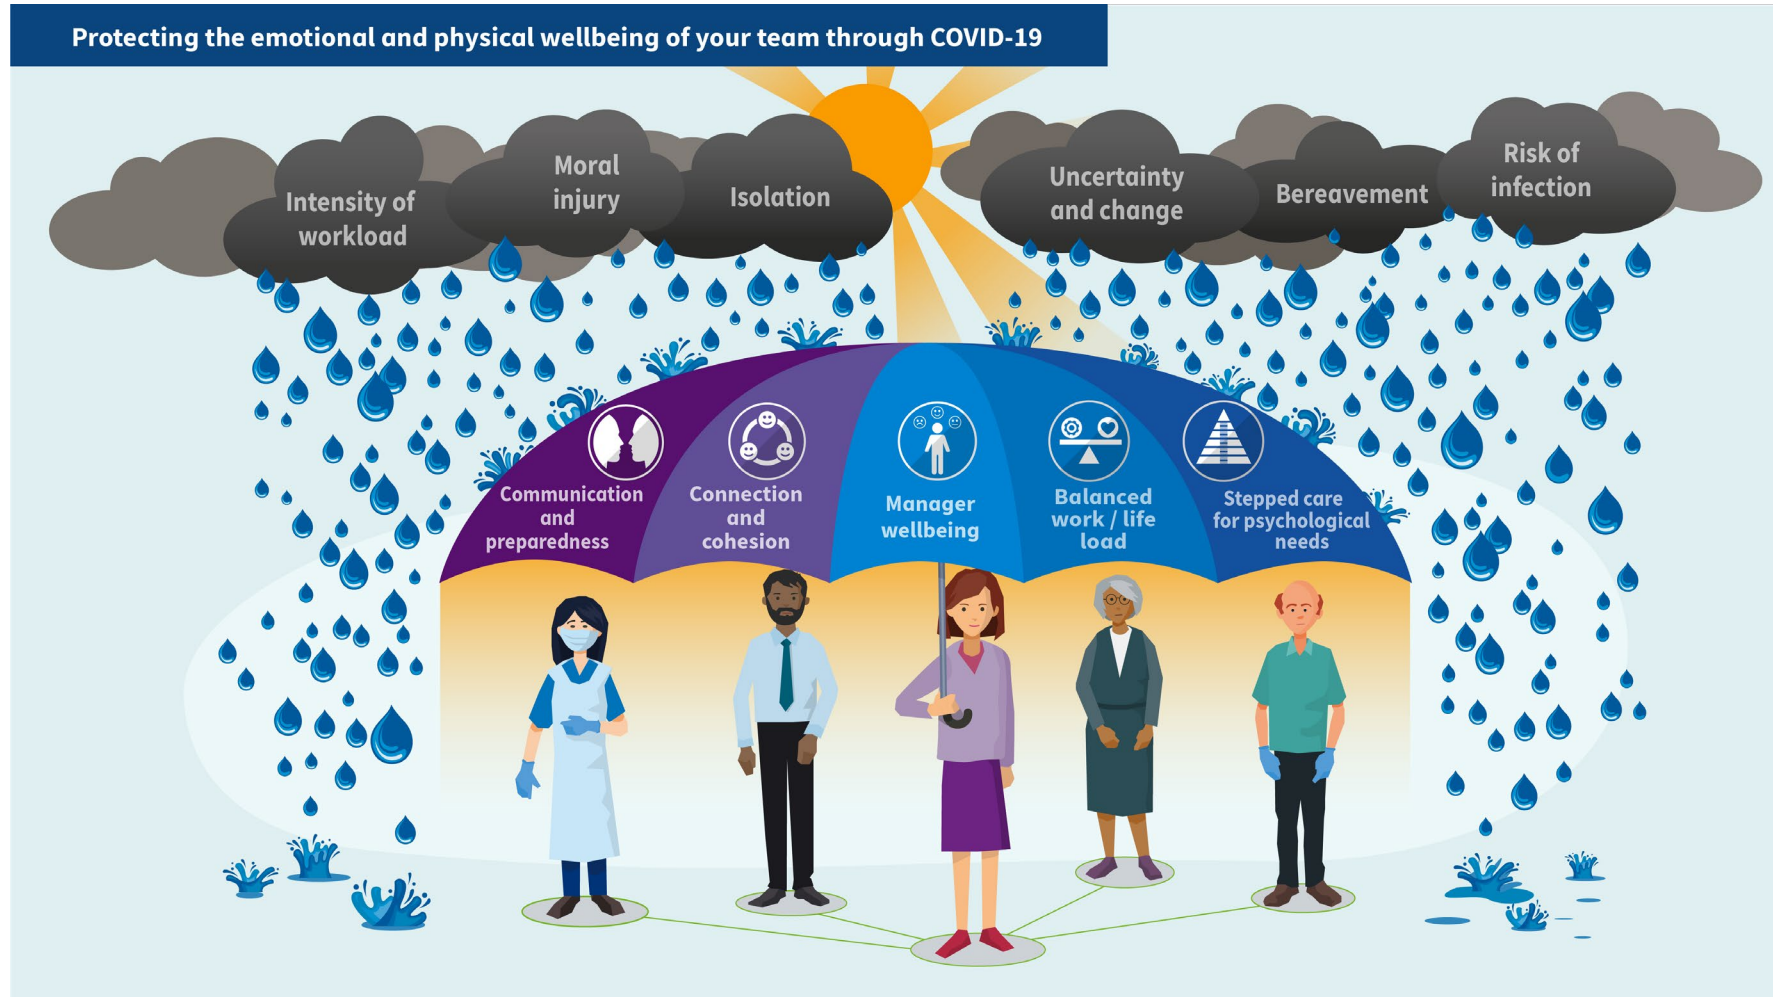 Protecting the emotional and physical wellbeing of your team through COVID-19
Intensity of
workload
Moral
injury
Isolation
Uncertainty
and change
Bereavement
Risk of
infection
Communication
and
preparedness
Connection
and
cohesion
Manager
wellbeing
Balanced
work / life
load
Stepped care
for psychological
needs